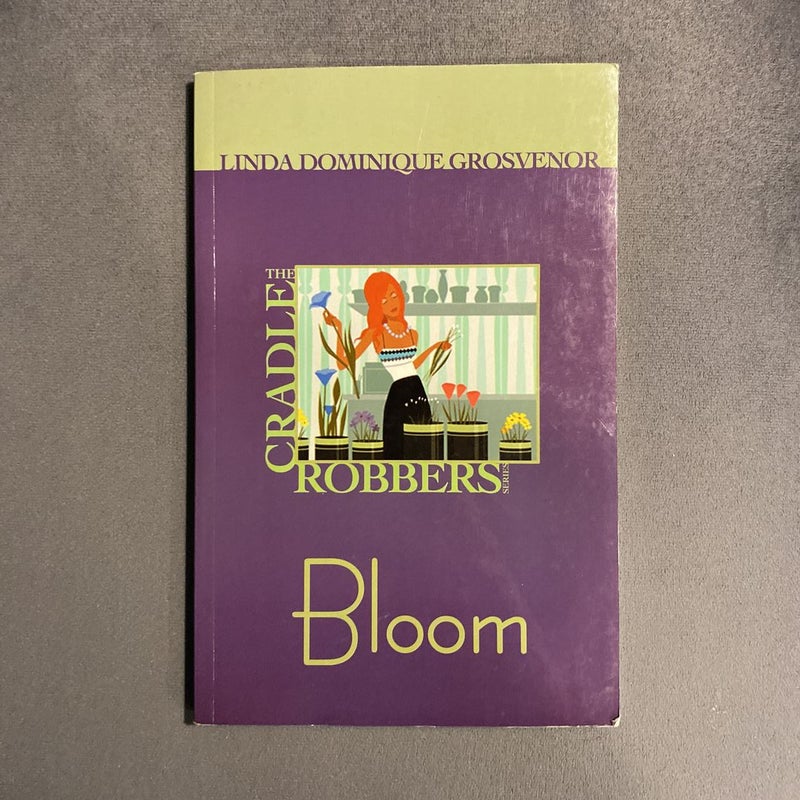 LINDA DOMINIQUE GROSVENOR
THE
CRADLE
ROBBERS
SERIES
Bloom